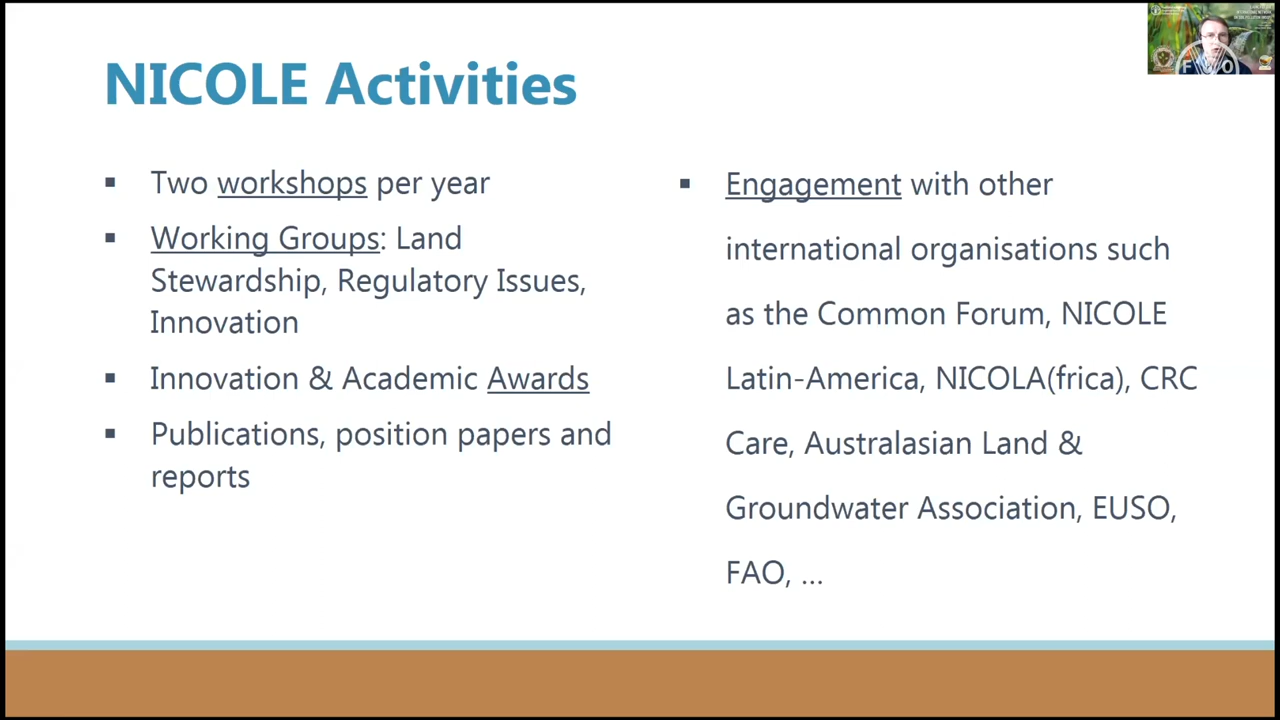 NICOLE Activities
▪ Two workshops per year
▪ Working Groups: Land
Stewardship, Regulatory Issues,
Innovation
▪ Innovation & Academic Awards
▪ Publications, position papers and
reports
▪ Engagement with other
international organisations such
as the Common Forum, NICOLE
Latin-America, NICOLA(frica), CRC
Care, Australasian Land &
Groundwater Association, EUSO,
FAO, ...